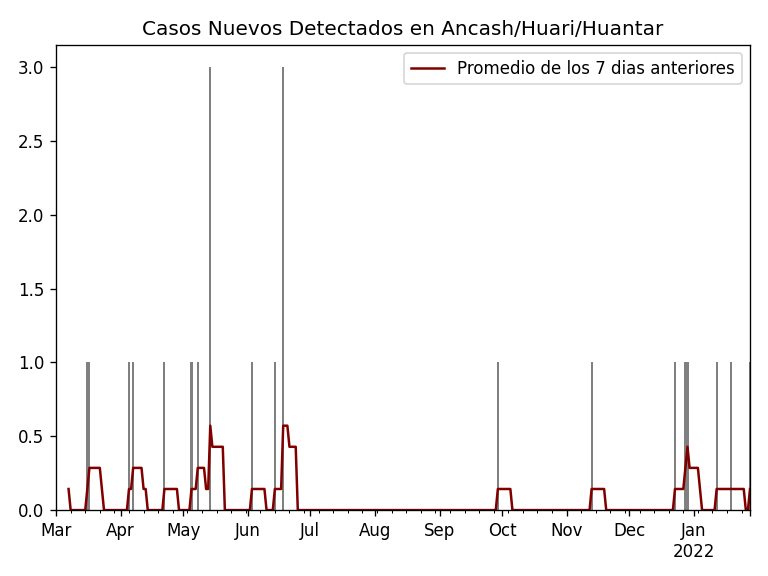 Casos Nuevos Detectados en Ancash/Huari/Huantar
Promedio de los 7 dias anteriores
3.0
2.5
2.0
1.5
1.0
0.5
0.0
Mar Apr May Jun Jul Aug Sep Oct Nov Dec Jan
2022